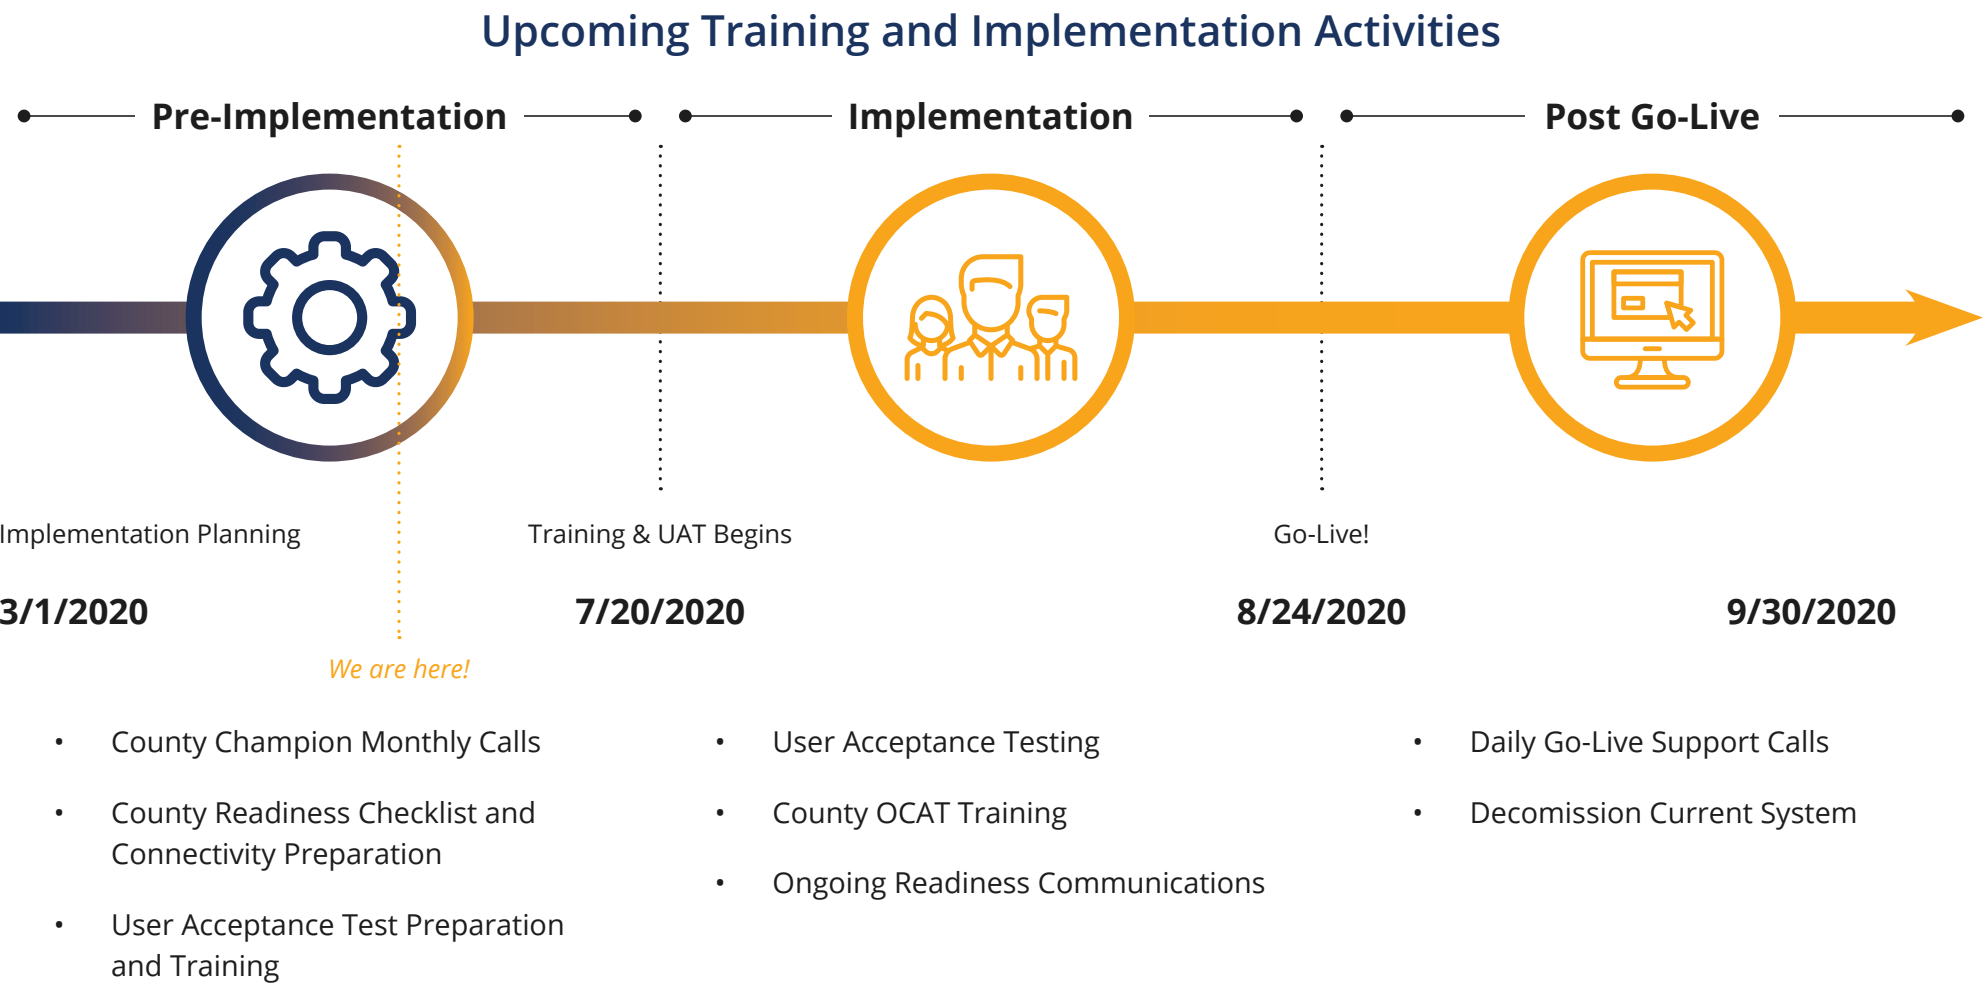 Upcoming Training and Implementation Activities
Pre-Implementation
Implementation
Post Go-Live
Implementation Planning
Training & UAT Begins
Go-Live!
3/1/2020
7/20/2020
8/24/2020
9/30/2020
We are here!
• County Champion Monthly Calls
• County Readiness Checklist and
Connectivity Preparation
• User Acceptance Test Preparation
and Training
• User Acceptance Testing
• County OCAT Training
• Ongoing Readiness Communications
• Daily Go-Live Support Calls
• Decomission Current System